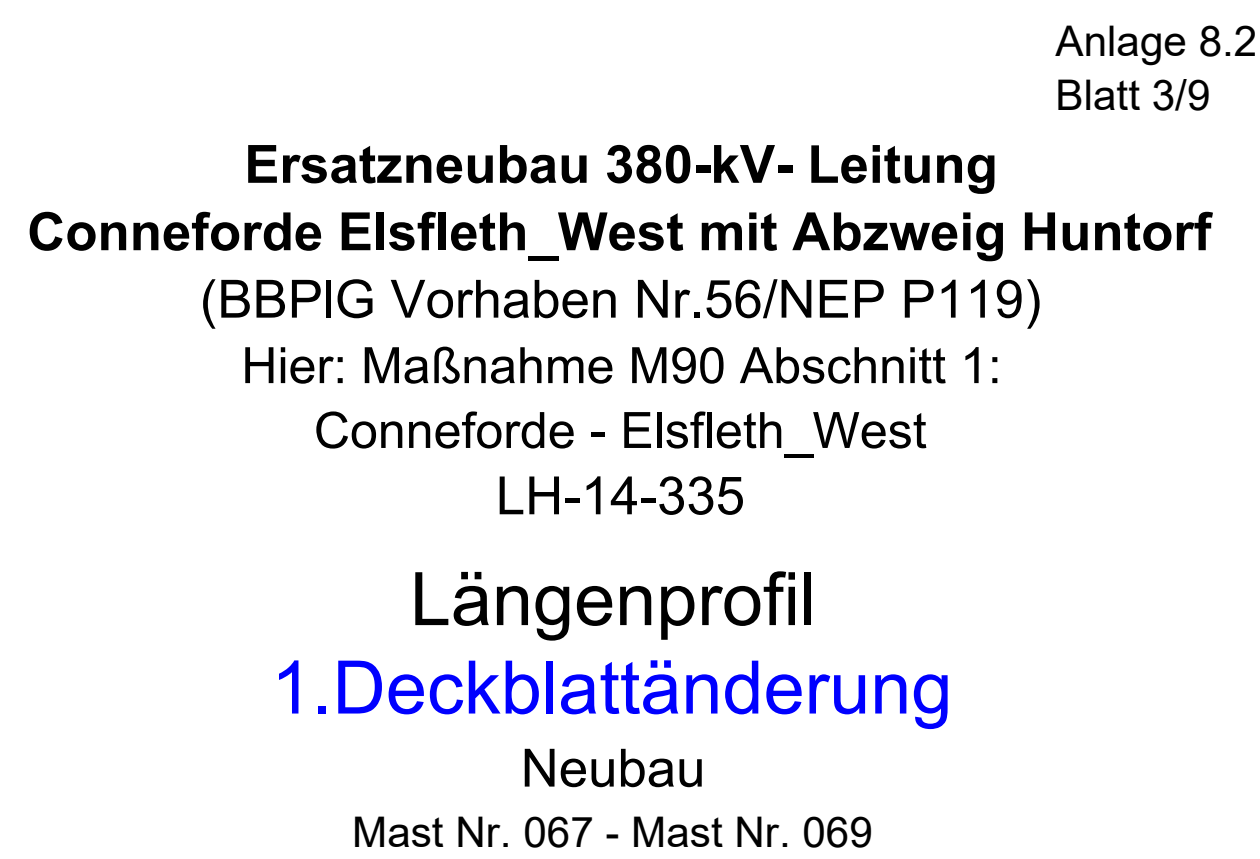 Anlage 8.2
Blatt 3/9
Ersatzneubau 380-kV- Leitung
Conneforde Elsfleth_West mit Abzweig Huntorf
(BBPlG Vorhaben Nr.56/NEP P119)
Hier: Maßnahme M90 Abschnitt 1:
Conneforde - Elsfleth_West
LH-14-335
Längenprofil
1.Deckblattänderung
Neubau
Mast Nr. 067 - Mast Nr. 069